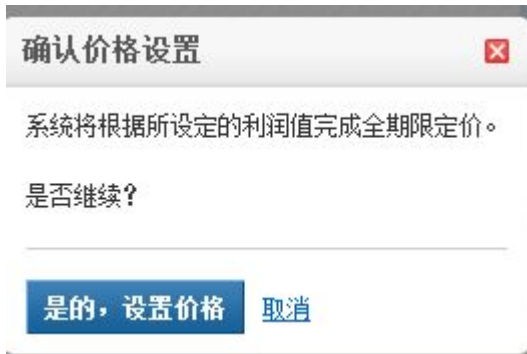 确认价格设置
系统将根据所设定的利润值完成全期限定价。
是否继续?
是的，设置价格 取消